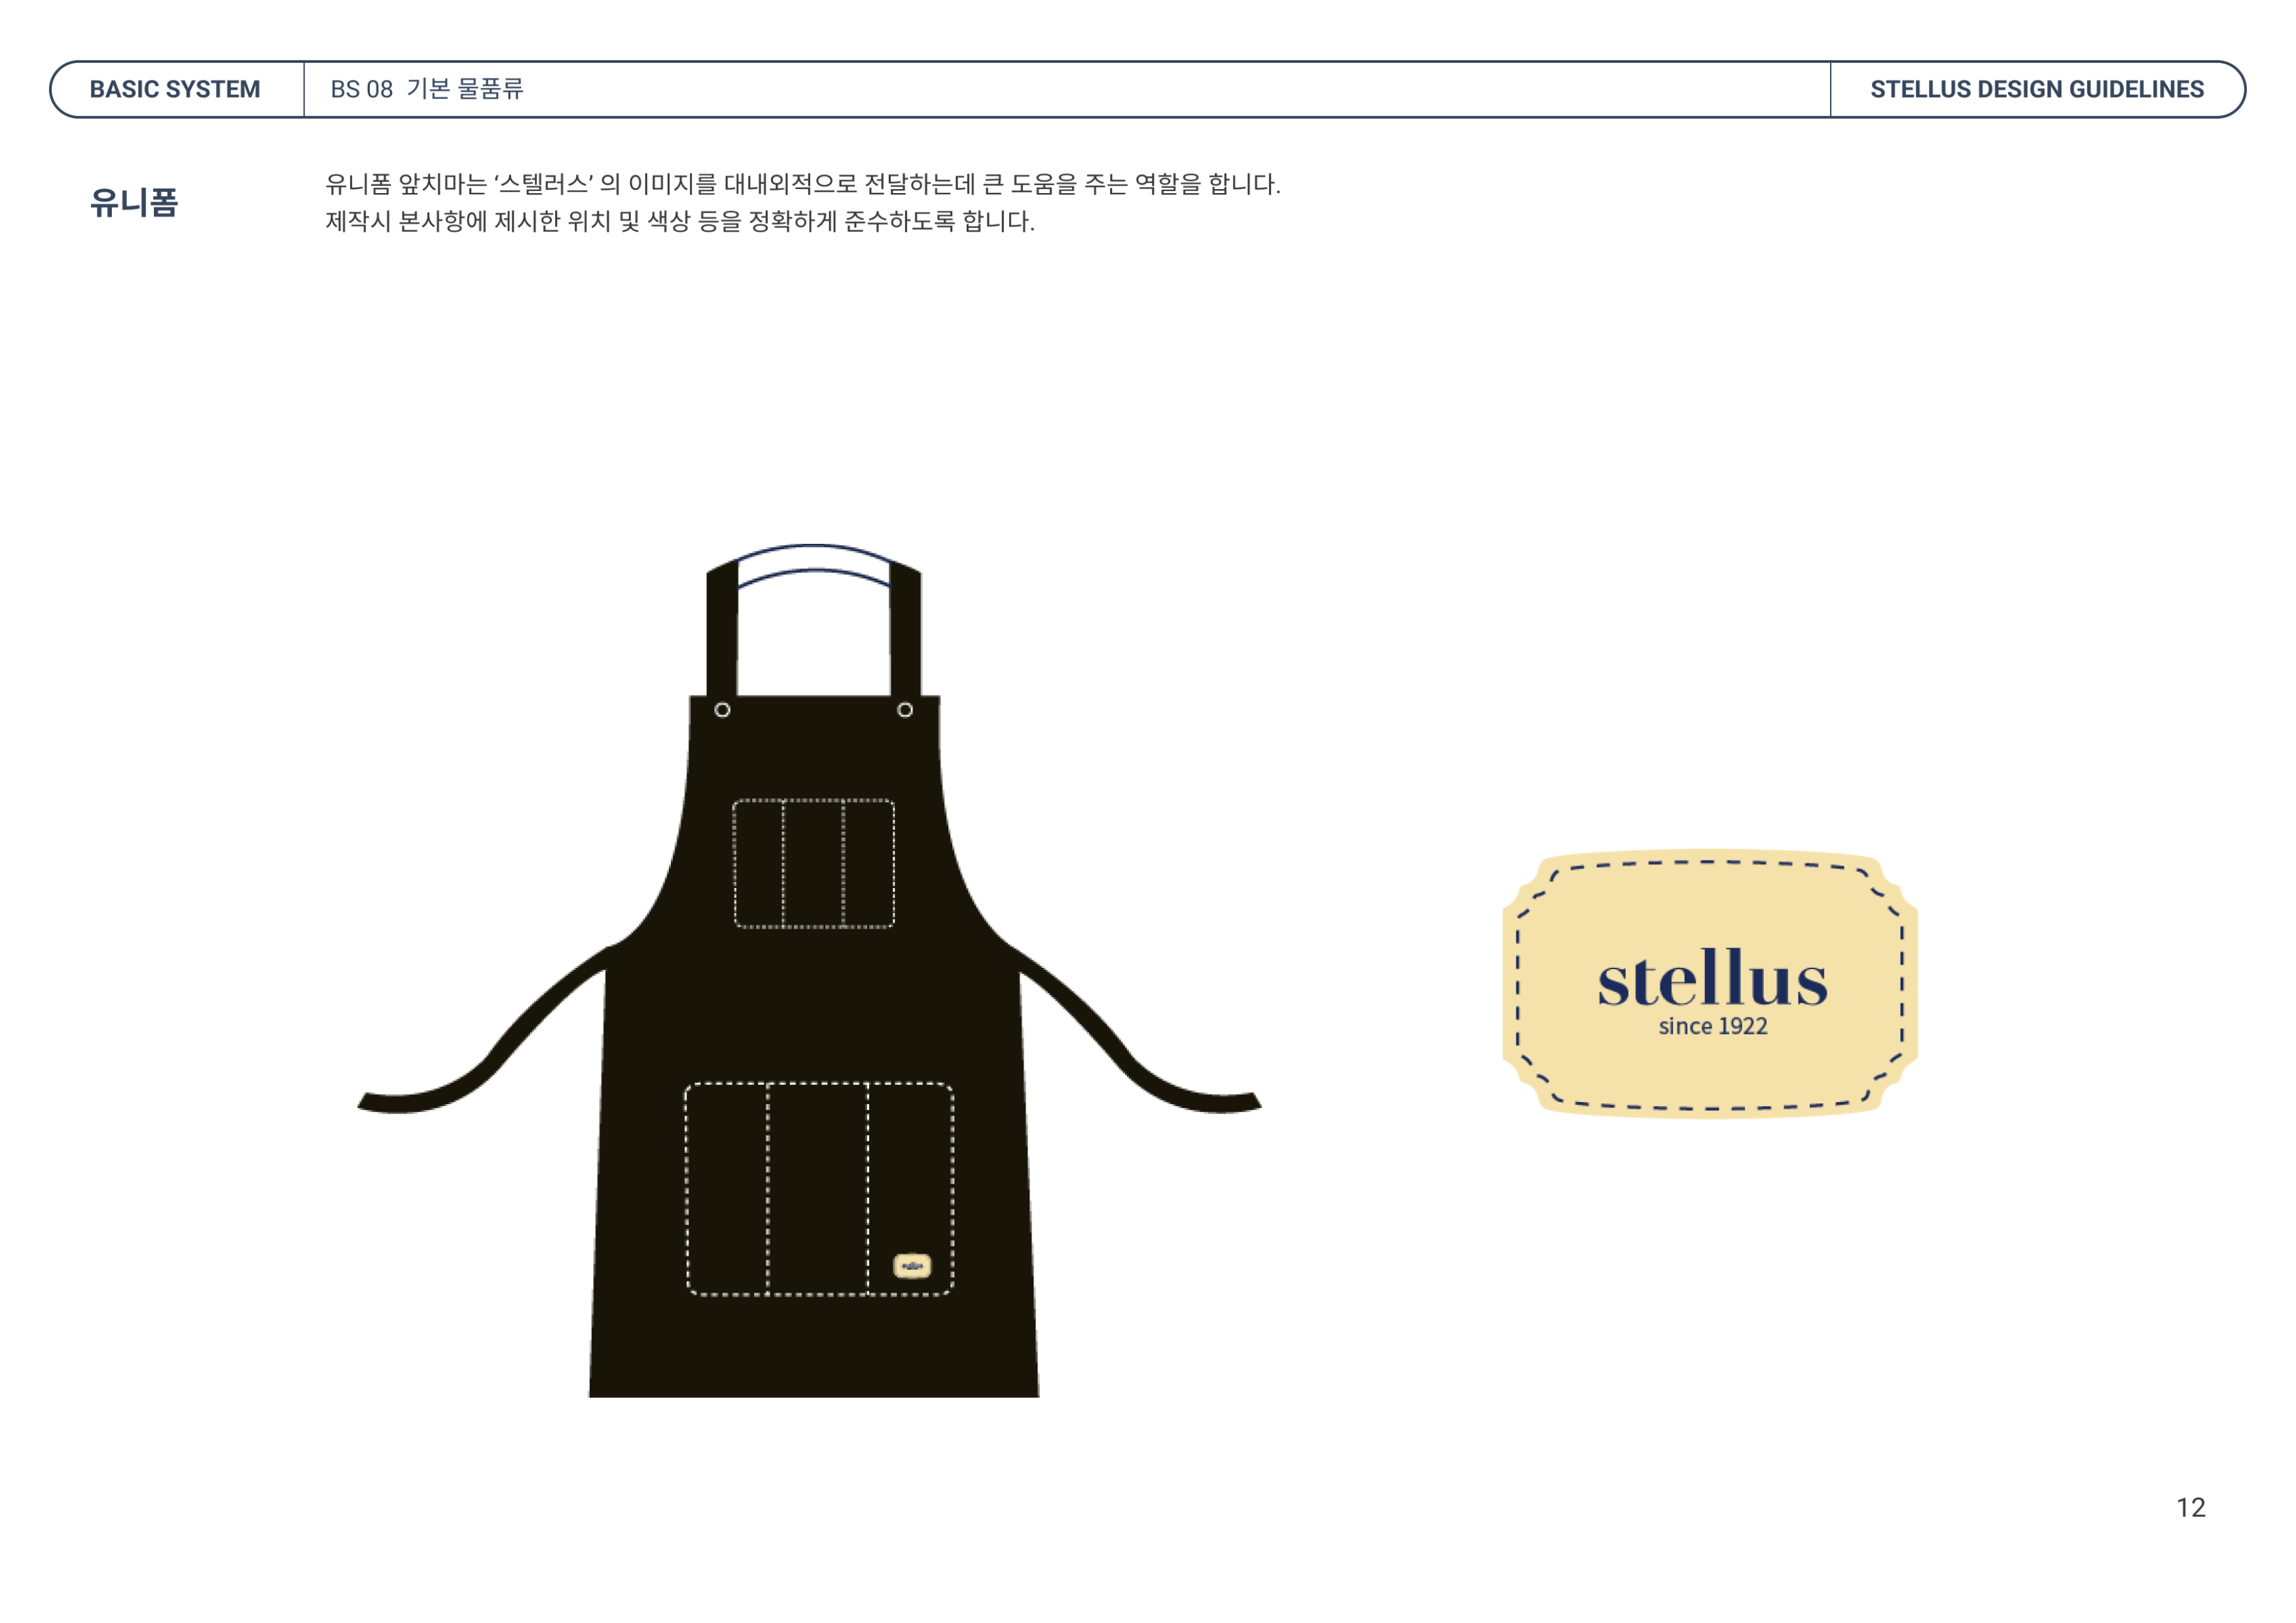 BASIC SYSTEM
BS 08 기본 물품류
STELLUS DESIGN GUIDELINES
유니폼
유니폼 앞치마는 ‘스텔러스’ 의 이미지를 대내외적으로 전달하는데 큰 도움을 주는 역할을 합니다.
제작시 본사항에 제시한 위치 및 색상 등을 정확하게 준수하도록 합니다.
stellus
since 1922
12